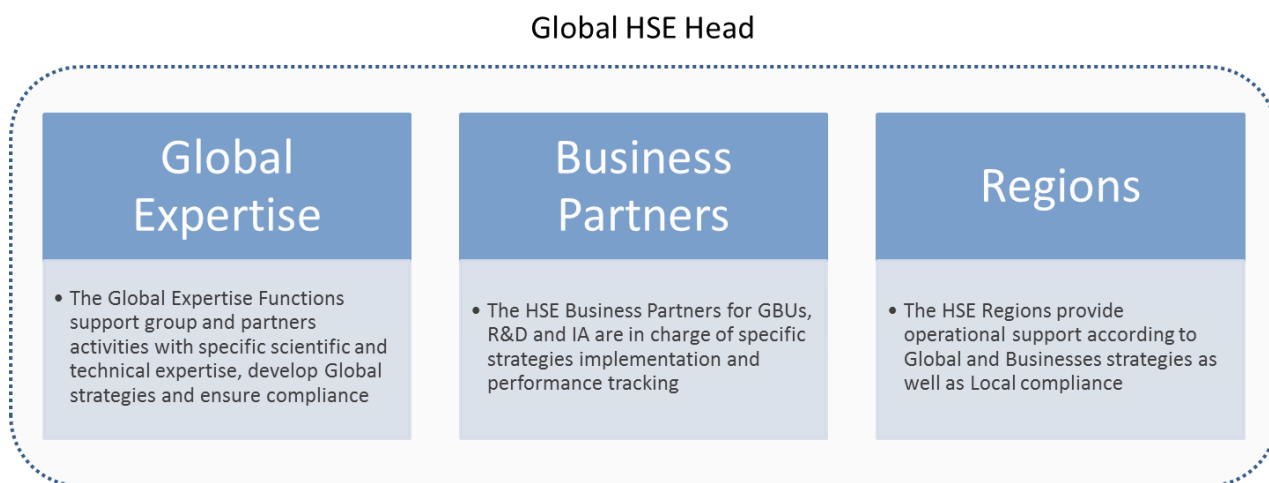 Global HSE Head
Global
Expertise
• The Global Expertise Functions
support group and partners
activities with specific scientific and
technical expertise, develop Global
strategies and ensure compliance
Business
Partners
• The HSE Business Partners for GBUs,
R&D and IA are in charge of specific
strategies implementation and
performance tracking
Regions
• The HSE Regions provide
operational support according to
Global and Businesses strategies as
well as Local compliance